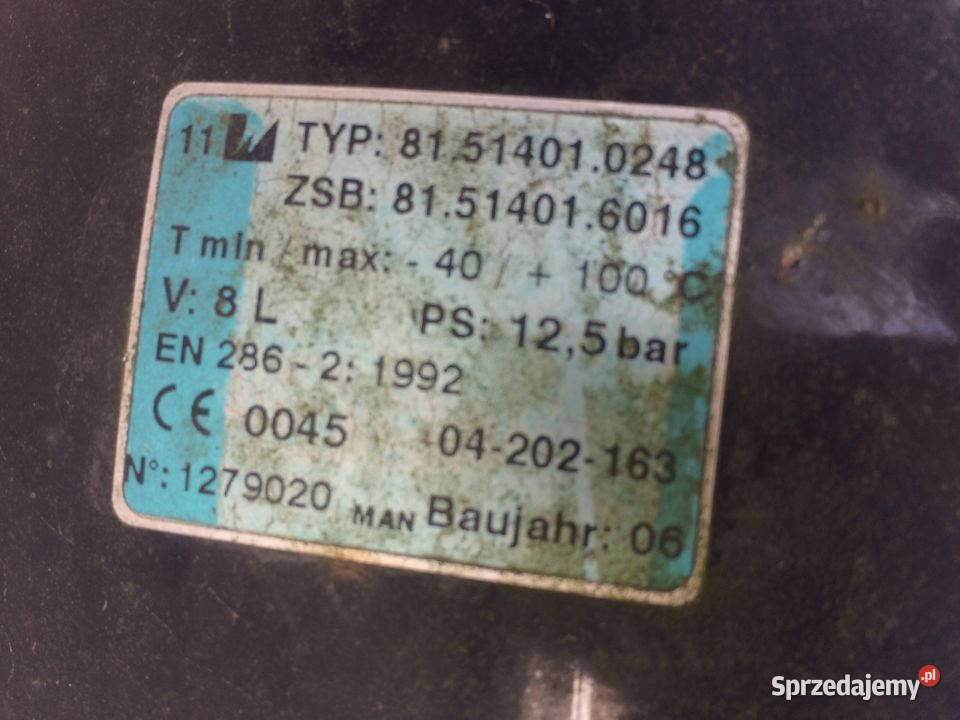 11 TYP: 81.51401.0248
ZSB: 81.51401.6016
T min / max: - 40 / + 100 °C
V: 8 L PS: 12,5 bar
EN 286 - 2: 1992
CE 0045 04-202-163
N°: 1279020 MAN Baujahr: 06
Sprzedajemy.pl